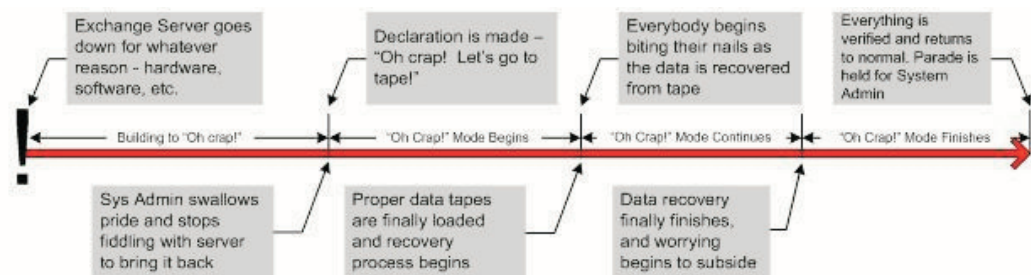 Exchange Server goes
down for whatever
reason - hardware,
software, etc.
Declaration is made –
“Oh crap! Let’s go to
tape!”
Everybody begins
biting their nails as
the data is recovered
from tape
Everything is
verified and returns
to normal. Parade is
held for System
Admin
!
Building to “Oh crap!”
“Oh Crap!” Mode Begins
“Oh Crap!” Mode Continues
“Oh Crap!” Mode Finishes
Sys Admin swallows
pride and stops
fiddling with server
to bring it back
Proper data tapes
are finally loaded
and recovery
process begins
Data recovery
finally finishes,
and worrying
begins to subside